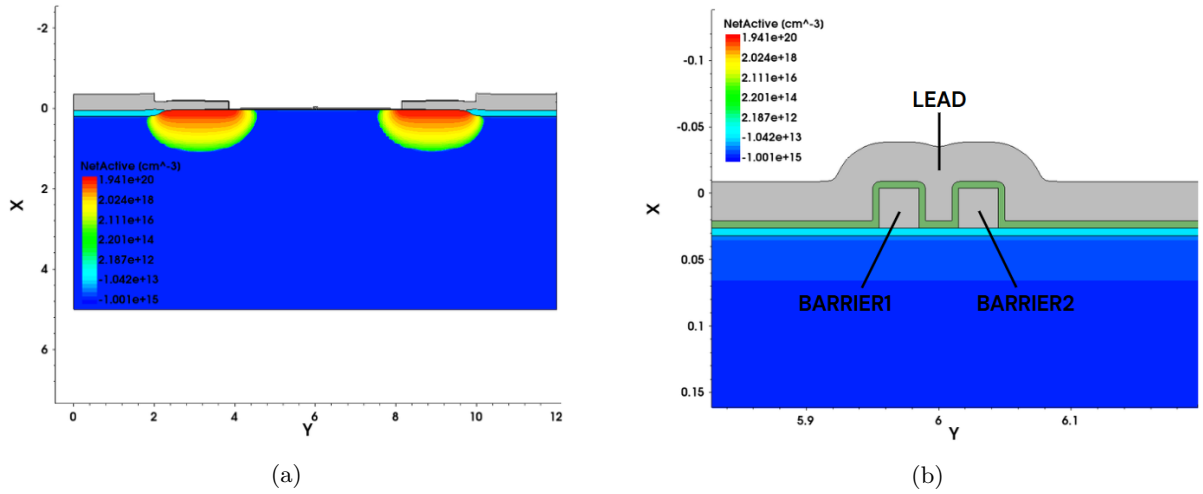 NetActive (cm^-3)
1.941e+20
2.024e+18
2.111e+16
2.201e+14
2.187e+12
-1.042e+13
-1.001e+15
X
-2
0
2
4
6
0 2 4 6 8 10 12
Y
(a)
NetActive (cm^-3)
1.941e+20
2.024e+18
2.111e+16
2.201e+14
2.187e+12
-1.042e+13
-1.001e+15
LEAD
BARRIER1
BARRIER2
X
-0.1
-0.05
0
0.05
0.1
0.15
5.9 6 6.1
Y
(b)